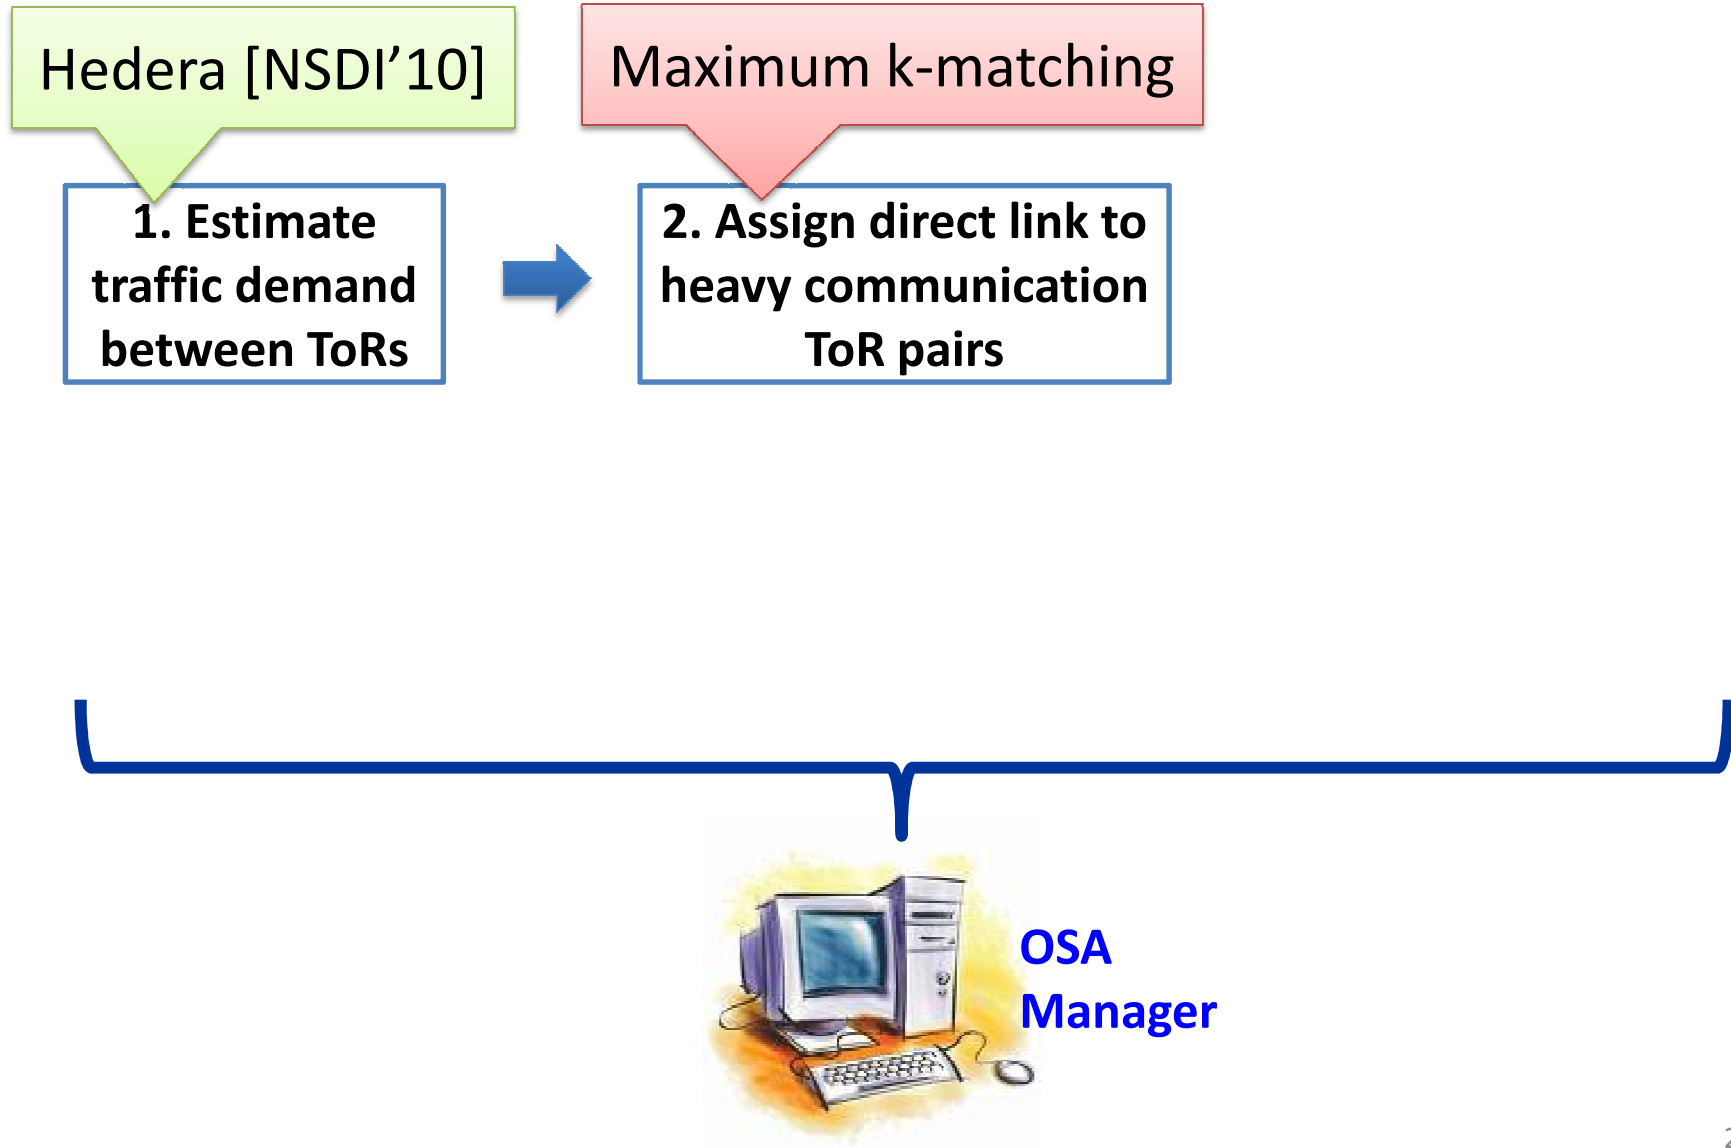 Hedera [NSDI’10]
Maximum k-matching
1. Estimate
traffic demand
between ToRs
2. Assign direct link to
heavy communication
ToR pairs
OSA
Manager